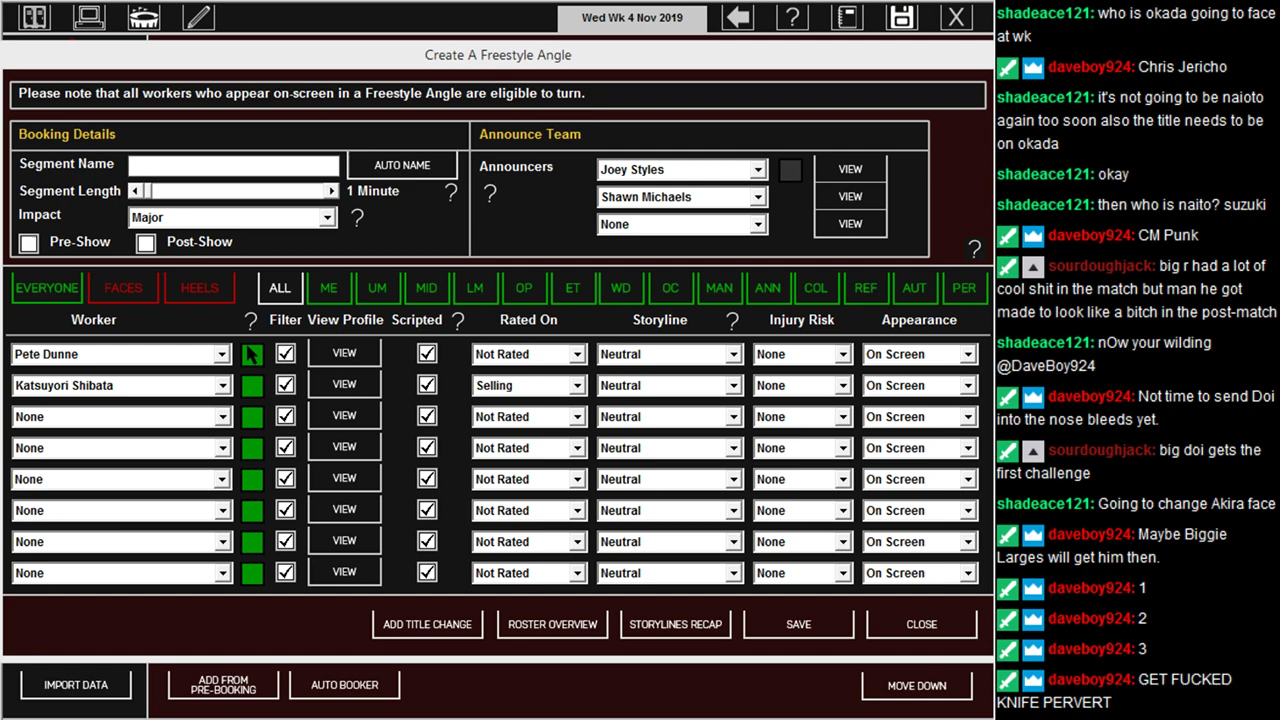 Wed Wk 4 Nov 2019
Create A Freestyle Angle
Please note that all workers who appear on-screen in a Freestyle Angle are eligible to turn.
Booking Details
Segment Name
AUTO NAME
Segment Length
1 Minute
?
Impact
Major
?
Pre-Show
Post-Show
Announce Team
Announcers
?
Joey Styles
VIEW
Shawn Michaels
VIEW
None
VIEW
?
EVERYONE FACES HEELS ALL ME UM MID LM OP ET WD OC MAN ANN COL REF AUT PER
Worker ? Filter View Profile Scripted ? Rated On Storyline ? Injury Risk Appearance
Pete Dunne VIEW Not Rated Neutral None On Screen
Katsuyori Shibata VIEW Selling Neutral None On Screen
None VIEW Not Rated Neutral None On Screen
None VIEW Not Rated Neutral None On Screen
None VIEW Not Rated Neutral None On Screen
None VIEW Not Rated Neutral None On Screen
None VIEW Not Rated Neutral None On Screen
None VIEW Not Rated Neutral None On Screen
ADD TITLE CHANGE ROSTER OVERVIEW STORYLINES RECAP SAVE CLOSE
IMPORT DATA
ADD FROM
PRE-BOOKING
AUTO BOOKER
MOVE DOWN
shadeace121: who is okada going to face
at wk
daveboy924: Chris Jericho
shadeace121: it's not going to be naioto
again too soon also the title needs to be
on okada
shadeace121: okay
shadeace121: then who is naito? suzuki
daveboy924: CM Punk
sourdoughjack: big r had a lot of
cool shit in the match but man he got
made to look like a bitch in the post-match
shadeace121: nOw your wilding
@DaveBoy924
daveboy924: Not time to send Doi
into the nose bleeds yet.
sourdoughjack: big doi gets the
first challenge
shadeace121: Going to change Akira face
daveboy924: Maybe Biggie
Larges will get him then.
daveboy924: 1
daveboy924: 2
daveboy924: 3
daveboy924: GET FUCKED
KNIFE PERVERT